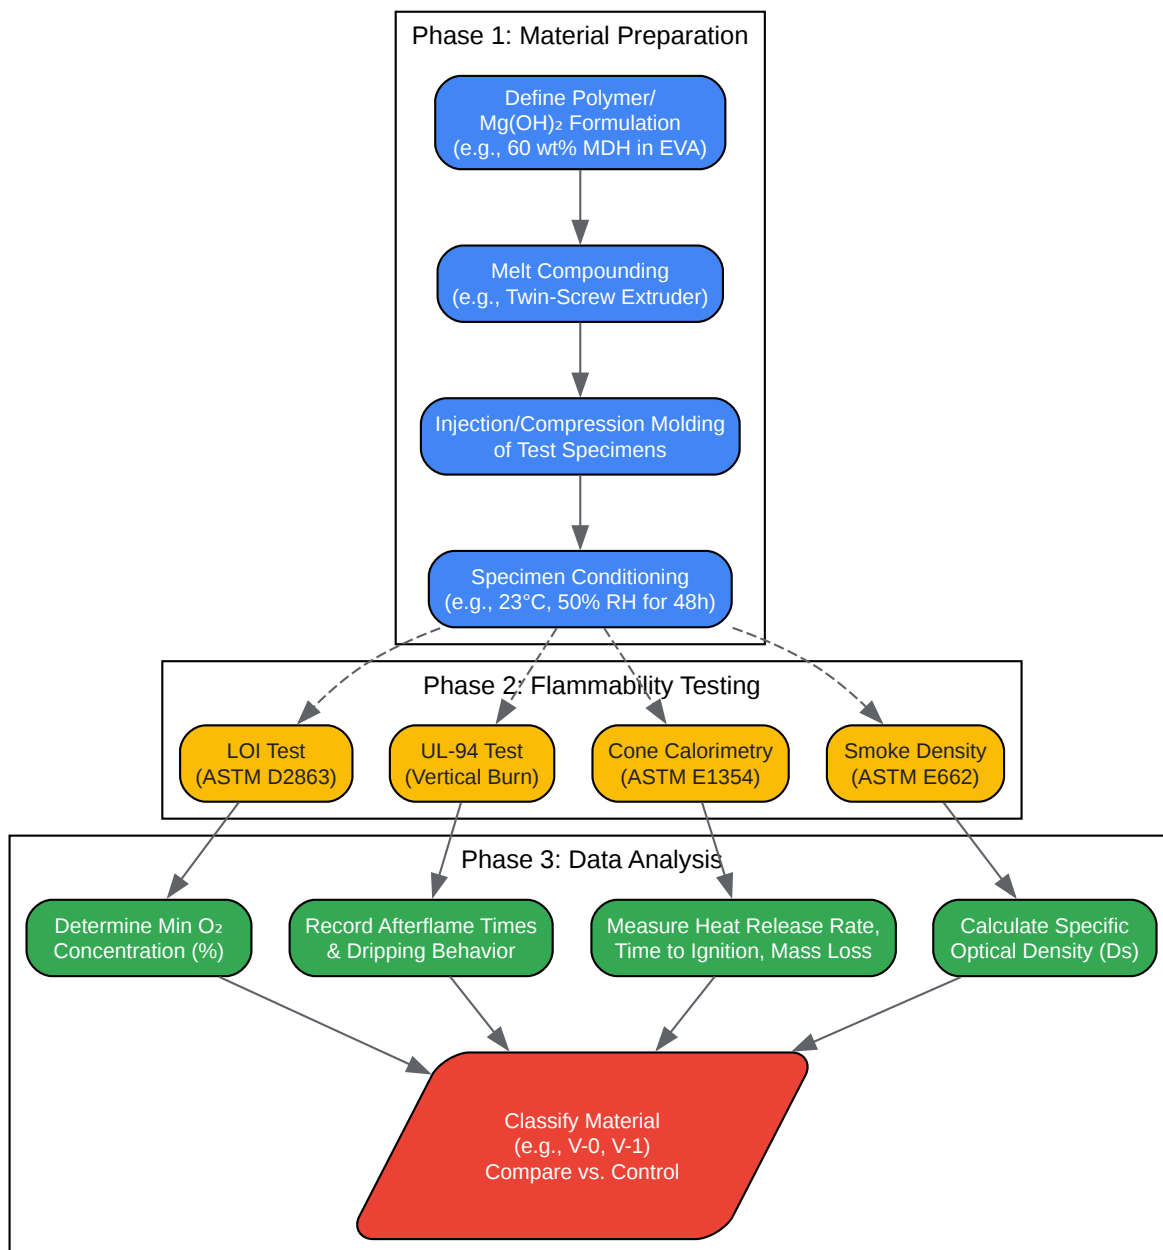 Phase 1: Material Preparation
Define Polymer/
Mg(OH)₂ Formulation
(e.g., 60 wt% MDH in EVA)
Melt Compounding
(e.g., Twin-Screw Extruder)
Injection/Compression Molding
of Test Specimens
Specimen Conditioning
(e.g., 23°C, 50% RH for 48h)
Phase 2: Flammability Testing
LOI Test
(ASTM D2863)
UL-94 Test
(Vertical Burn)
Cone Calorimetry
(ASTM E1354)
Smoke Density
(ASTM E662)
Phase 3: Data Analysis
Determine Min O₂
Concentration (%)
Record Afterflame Times
& Dripping Behavior
Measure Heat Release Rate,
Time to Ignition, Mass Loss
Calculate Specific
Optical Density (Ds)
Classify Material
(e.g., V-0, V-1)
Compare vs. Control